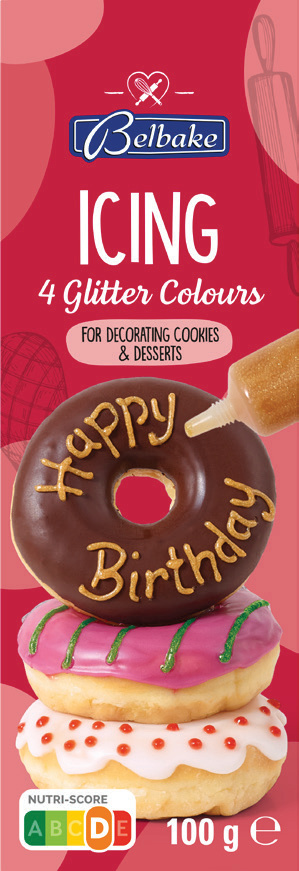 Belbake
ICING
4 Glitter Colours
FOR DECORATING COOKIES
& DESSERTS
Happy
Birthday
NUTRI-SCORE
A B C D E
100 g ℮